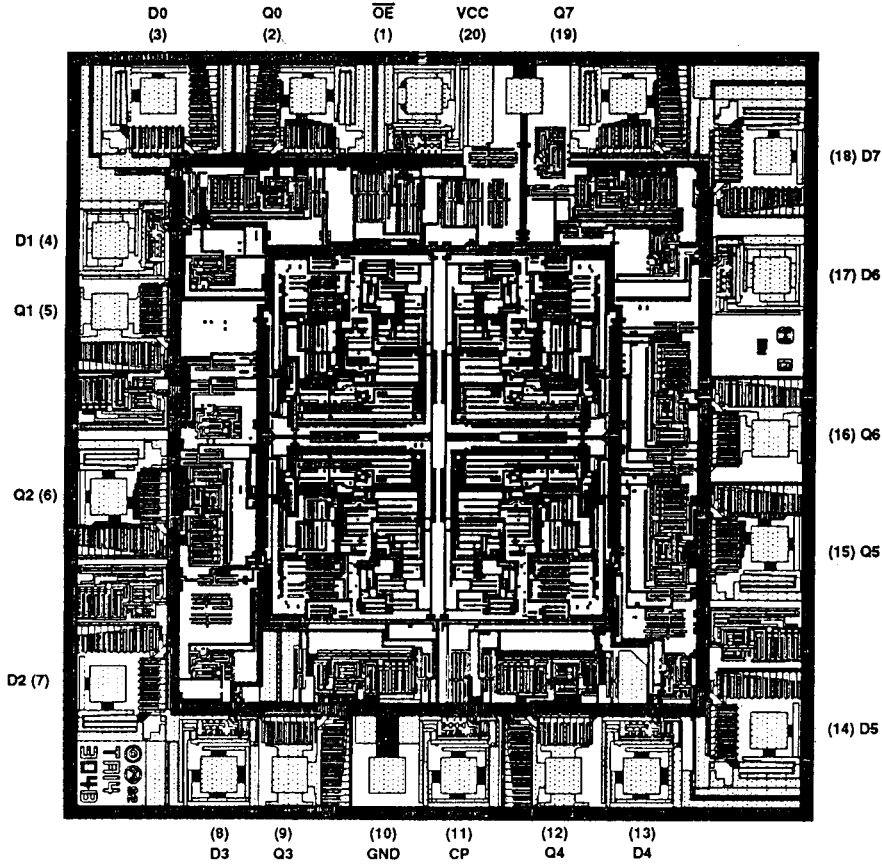 D0 Q0 O̅E̅ VCC Q7
(3) (2) (1) (20) (19)
(18) D7
D1 (4)
(17) D6
Q1 (5)
(16) Q6
Q2 (6)
(15) Q5
D2 (7)
(14) D5
TA14
304B
(8) (9) (10) (11) (12) (13)
D3 Q3 GND CP Q4 D4